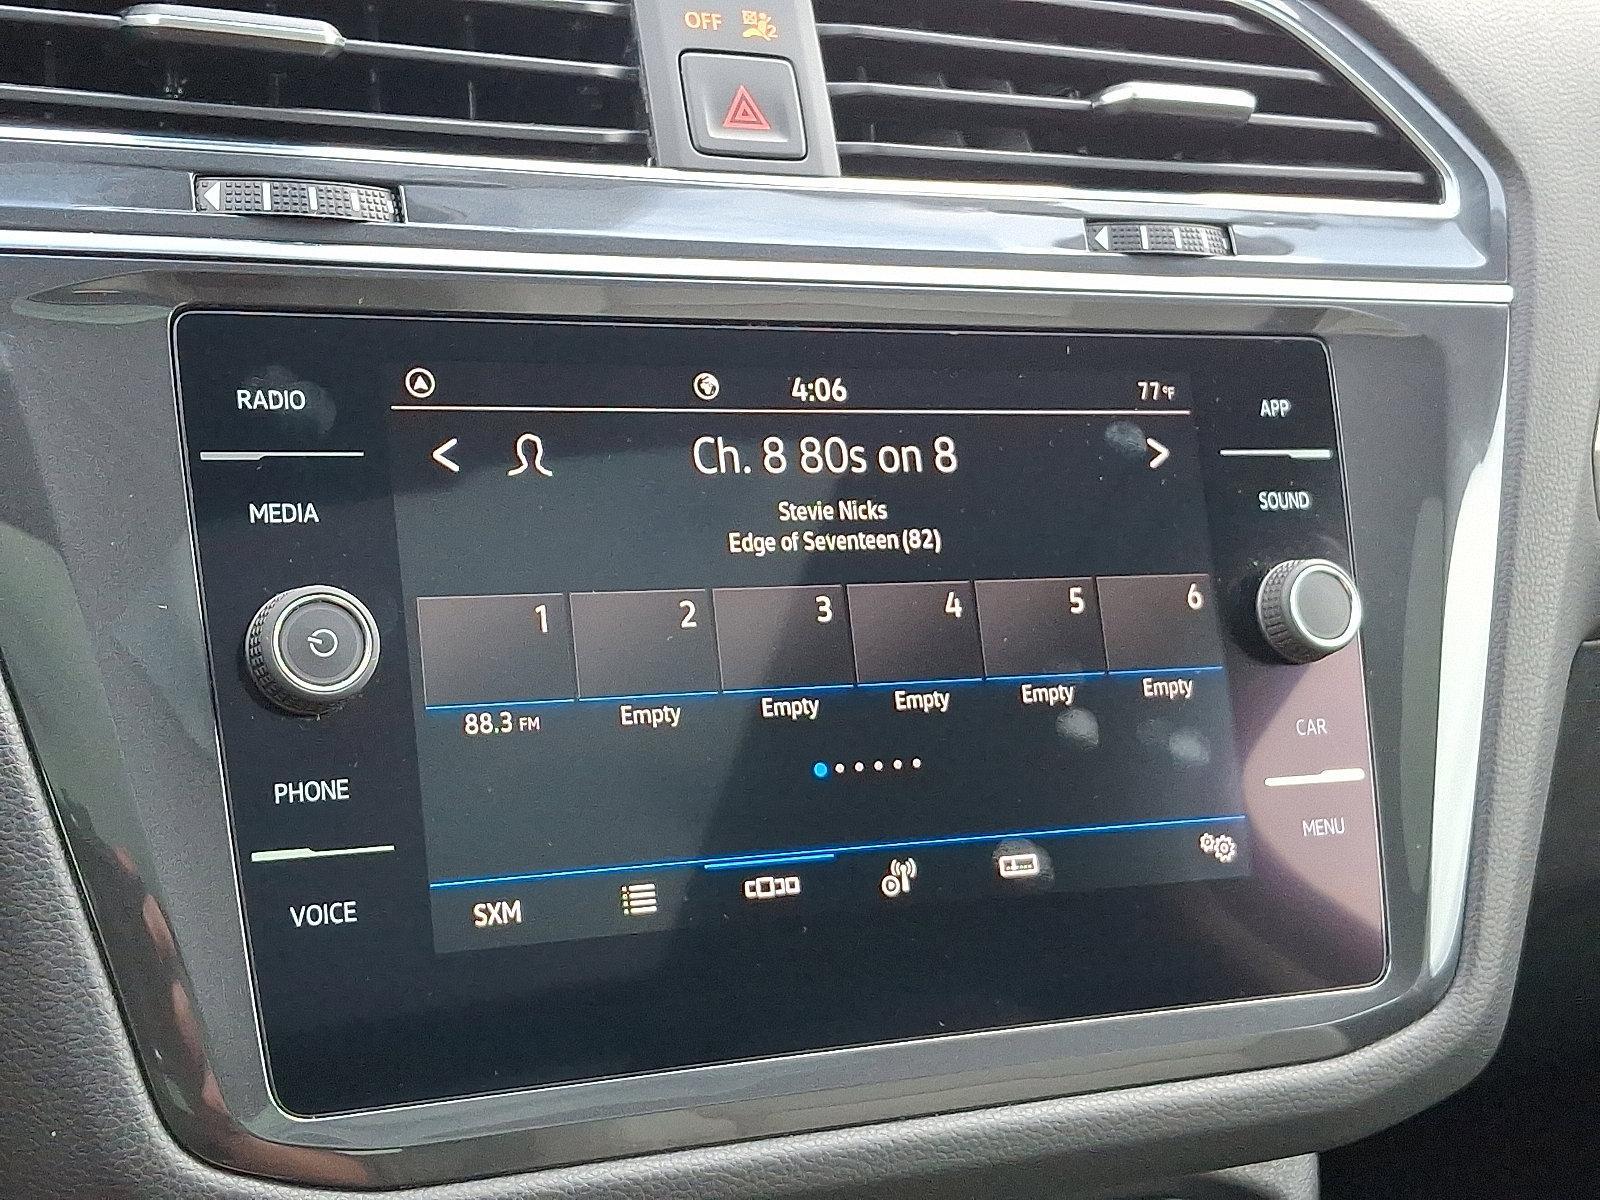 OFF
2
RADIO
MEDIA
PHONE
VOICE
4:06
77°F
Ch. 8 80s on 8
Stevie Nicks
Edge of Seventeen (82)
1 2 3 4 5 6
88.3 FM Empty Empty Empty Empty Empty
SXM
APP
SOUND
CAR
MENU